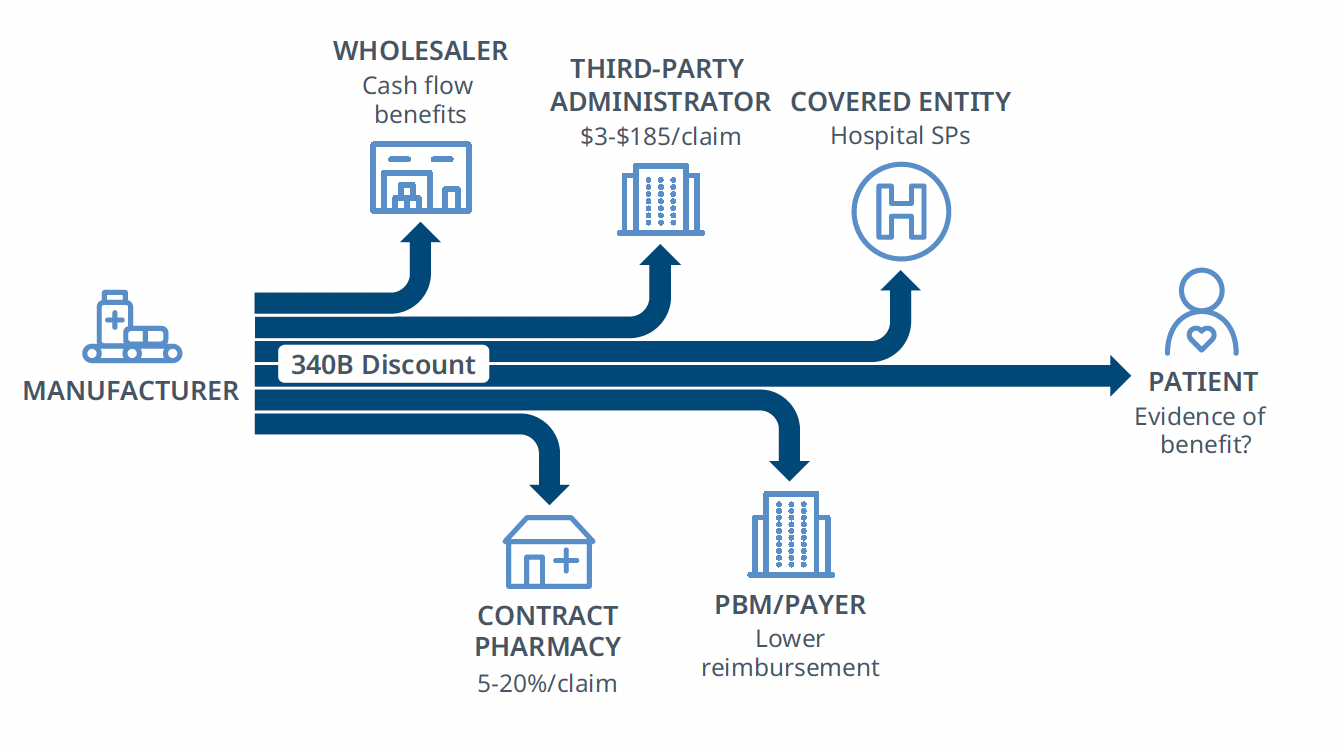 WHOLESALER
Cash flow
benefits
THIRD-PARTY
ADMINISTRATOR
$3-$185/claim
COVERED ENTITY
Hospital SPs
MANUFACTURER
340B Discount
PATIENT
Evidence of
benefit?
CONTRACT
PHARMACY
5-20%/claim
PBM/PAYER
Lower
reimbursement